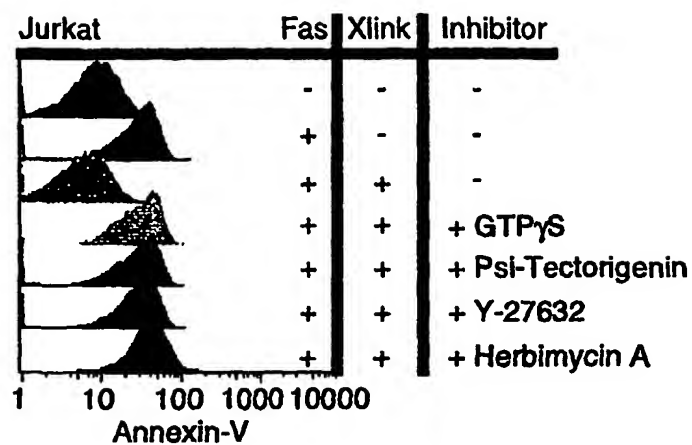 Jurkat Fas Xlink Inhibitor
- - -
+ - -
+ + -
+ + + GTPγS
+ + + Psi-Tectorigenin
+ + + Y-27632
+ + + Herbimycin A
1 10 100 1000 10000
Annexin-V